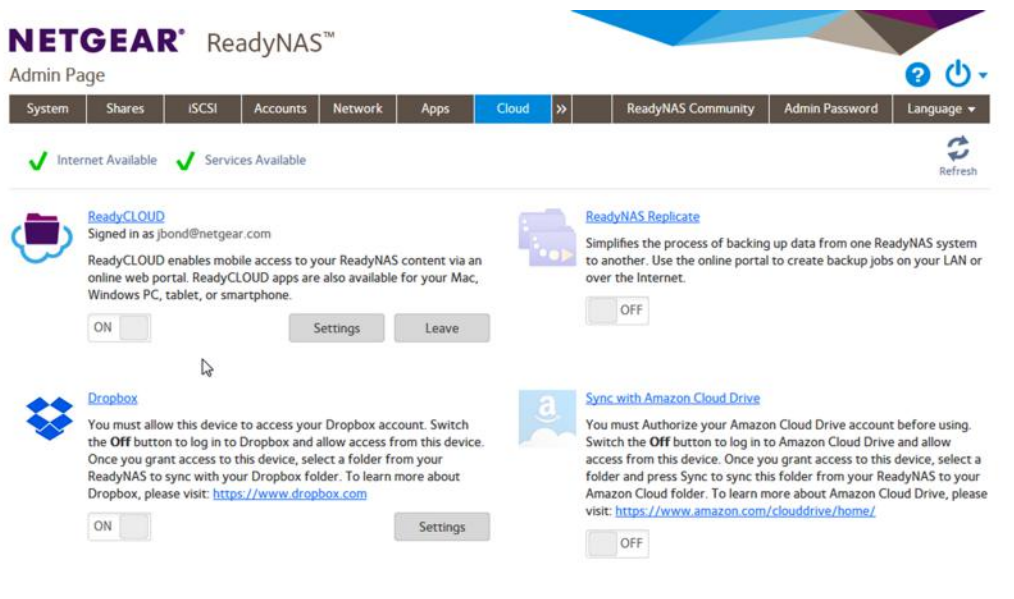 NETGEAR® ReadyNAS™
Admin Page
System Shares iSCSI Accounts Network Apps Cloud » ReadyNAS Community Admin Password Language
Internet Available Services Available
Refresh
ReadyCLOUD
Signed in as jbond@netgear.com
ReadyCLOUD enables mobile access to your ReadyNAS content via an
online web portal. ReadyCLOUD apps are also available for your Mac,
Windows PC, tablet, or smartphone.
ON Settings Leave
ReadyNAS Replicate
Simplifies the process of backing up data from one ReadyNAS system
to another. Use the online portal to create backup jobs on your LAN or
over the Internet.
OFF
Dropbox
You must allow this device to access your Dropbox account. Switch
the Off button to log in to Dropbox and allow access from this device.
Once you grant access to this device, select a folder from your
ReadyNAS to sync with your Dropbox folder. To learn more about
Dropbox, please visit: https://www.dropbox.com
ON Settings
Sync with Amazon Cloud Drive
You must Authorize your Amazon Cloud Drive account before using.
Switch the Off button to log in to Amazon Cloud Drive and allow
access from this device. Once you grant access to this device, select a
folder and press Sync to sync this folder from your ReadyNAS to your
Amazon Cloud folder. To learn more about Amazon Cloud Drive, please
visit: https://www.amazon.com/clouddrive/home/
OFF